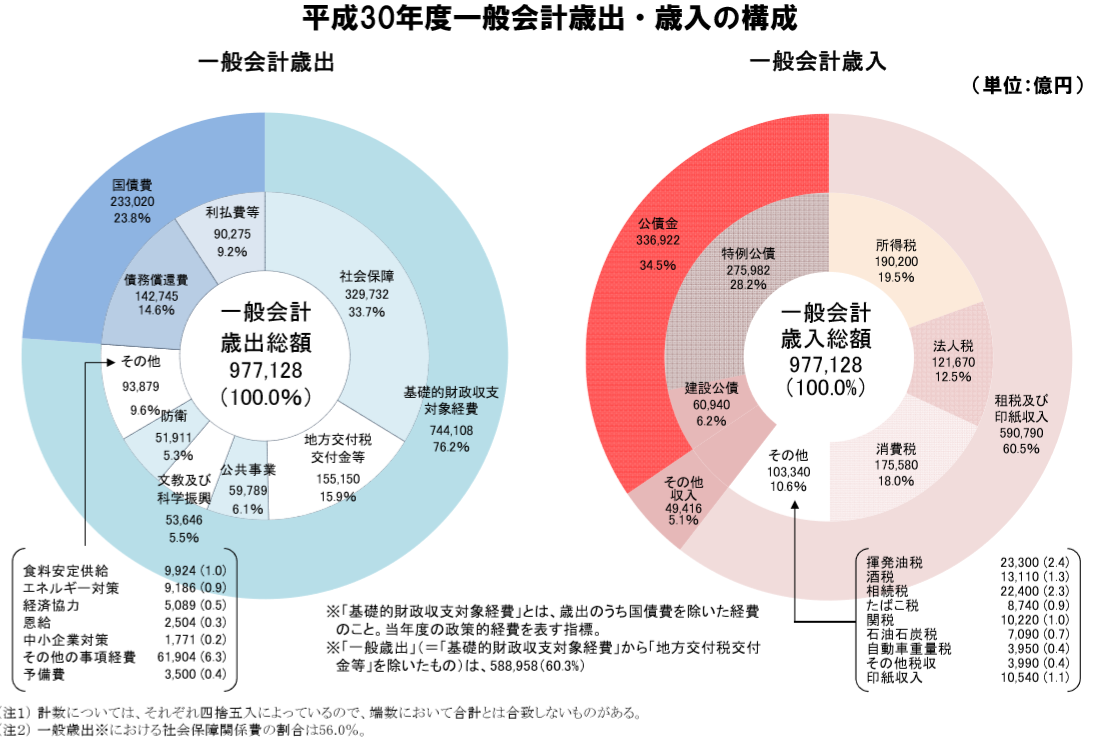 平成30年度一般会計歳出・歳入の構成
一般会計歳出
一般会計歳入
（単位:億円）
国債費
233,020
23.8%
利払費等
90,275
9.2%
債務償還費
142,745
14.6%
社会保障
329,732
33.7%
一般会計
歳出総額
977,128
（100.0%）
その他
93,879
9.6%
防衛
51,911
5.3%
文教及び
科学振興
53,646
5.5%
公共事業
59,789
6.1%
地方交付税
交付金等
155,150
15.9%
基礎的財政収支
対象経費
744,108
76.2%
食料安定供給 9,924 (1.0)
エネルギー対策 9,186 (0.9)
経済協力 5,089 (0.5)
恩給 2,504 (0.3)
中小企業対策 1,771 (0.2)
その他の事項経費 61,904 (6.3)
予備費 3,500 (0.4)
公債金
336,922
34.5%
特例公債
275,982
28.2%
建設公債
60,940
6.2%
所得税
190,200
19.5%
法人税
121,670
12.5%
消費税
175,580
18.0%
一般会計
歳入総額
977,128
（100.0%）
租税及び
印紙収入
590,790
60.5%
その他
103,340
10.6%
その他
収入
49,416
5.1%
揮発油税 23,300 (2.4)
酒税 13,110 (1.3)
相続税 22,400 (2.3)
たばこ税 8,740 (0.9)
関税 10,220 (1.0)
石油石炭税 7,090 (0.7)
自動車重量税 3,950 (0.4)
その他税収 3,990 (0.4)
印紙収入 10,540 (1.1)
※「基礎的財政収支対象経費」とは、歳出のうち国債費を除いた経費
のこと。当年度の政策的経費を表す指標。
※「一般歳出」（＝「基礎的財政収支対象経費」から「地方交付税交付
金等」を除いたもの）は、588,958（60.3%）
（注1） 計数については、それぞれ四捨五入によっているので、端数において合計とは合致しないものがある。
（注2） 一般歳出※における社会保障関係費の割合は56.0%。